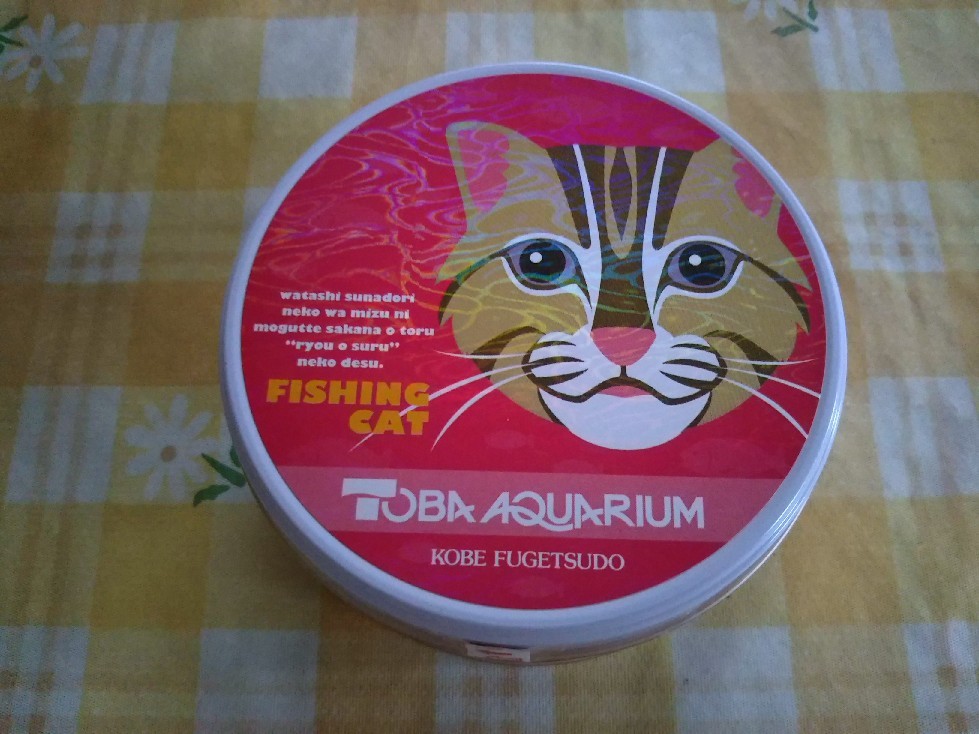 watashi sunadori
neko wa mizu ni
mogutte sakana o toru
"ryou o suru"
neko desu.
FISHING
CAT
TOBA AQUARIUM
KOBE FUGETSUDO